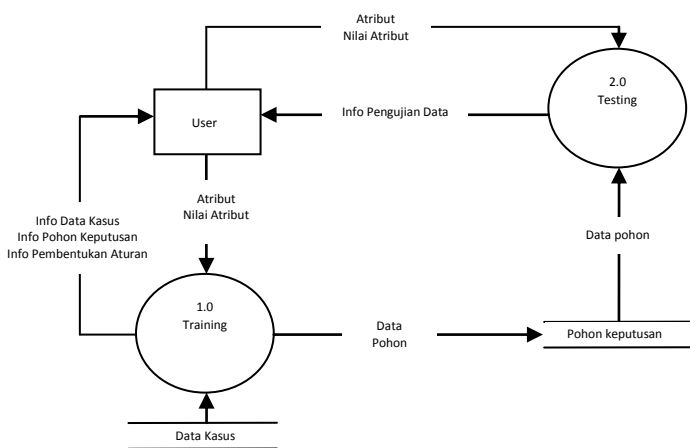 Atribut
Nilai Atribut
2.0
Testing
User
Info Pengujian Data
Atribut
Nilai Atribut
Info Data Kasus
Info Pohon Keputusan
Info Pembentukan Aturan
Data pohon
1.0
Training
Data
Pohon
Pohon keputusan
Data Kasus